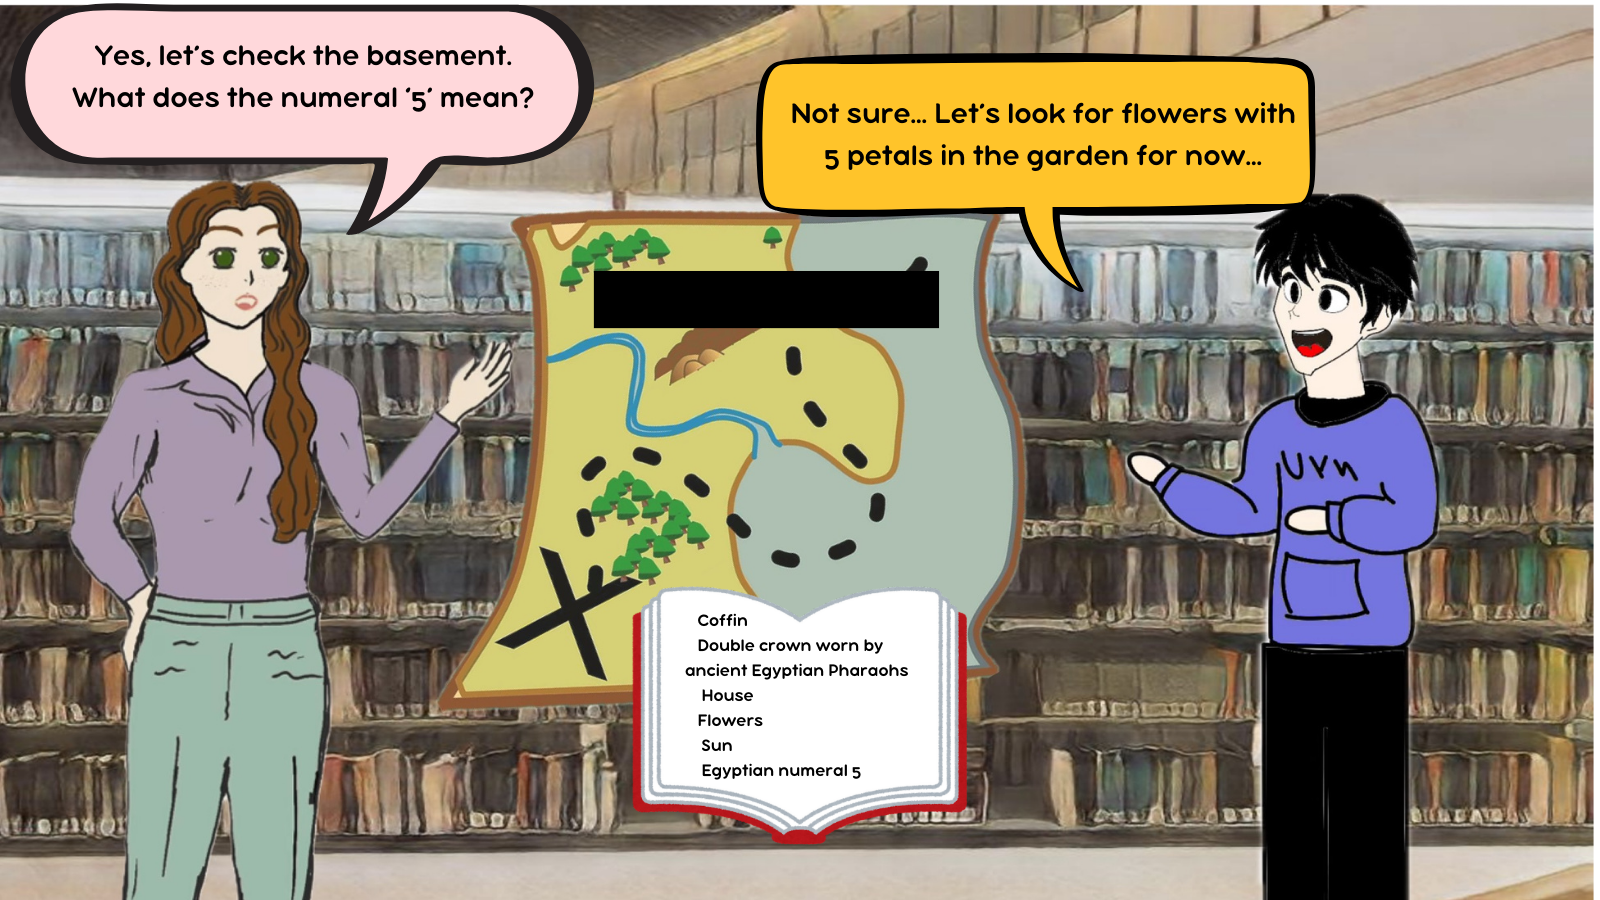 Yes, let's check the basement.
What does the numeral '5' mean?
Not sure... Let's look for flowers with
5 petals in the garden for now...
Coffin
Double crown worn by
ancient Egyptian Pharaohs
House
Flowers
Sun
Egyptian numeral 5